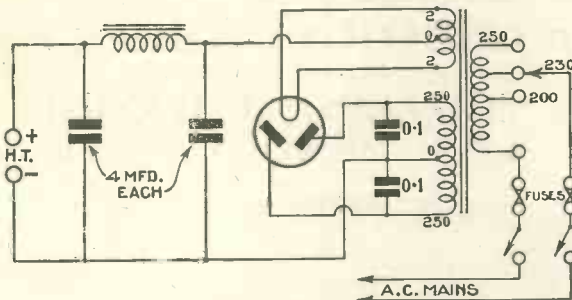 2
0
2
250
230
200
250
0
250
0·1
0·1
+
H.T.
−
4 MFD.
EACH
FUSES
A.C. MAINS